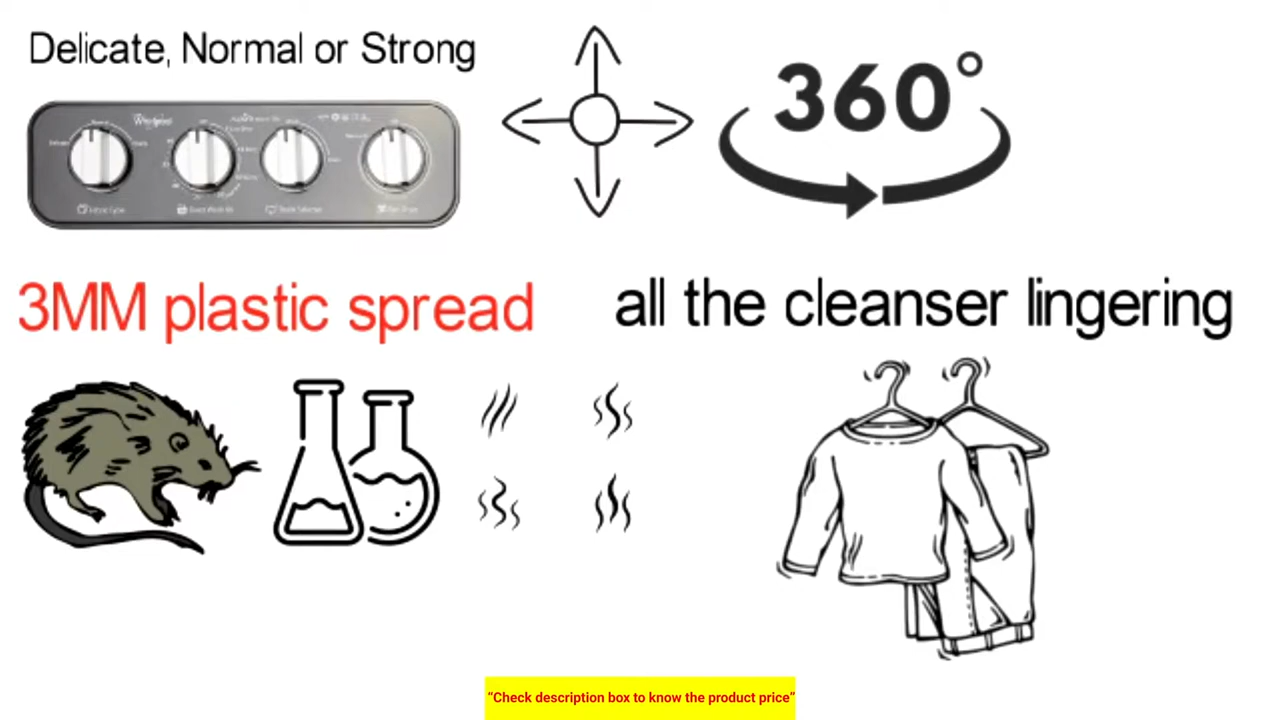 Delicate, Normal or Strong
Whirlpool
360°
3MM plastic spread
all the cleanser lingering
“Check description box to know the product price”